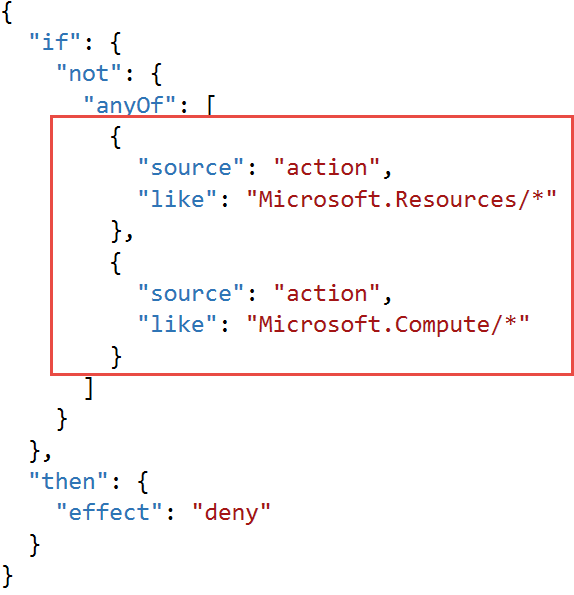 {
  "if": {
    "not": {
      "anyOf": [
        {
          "source": "action",
          "like": "Microsoft.Resources/*"
        },
        {
          "source": "action",
          "like": "Microsoft.Compute/*"
        }
      ]
    }
  },
  "then": {
    "effect": "deny"
  }
}